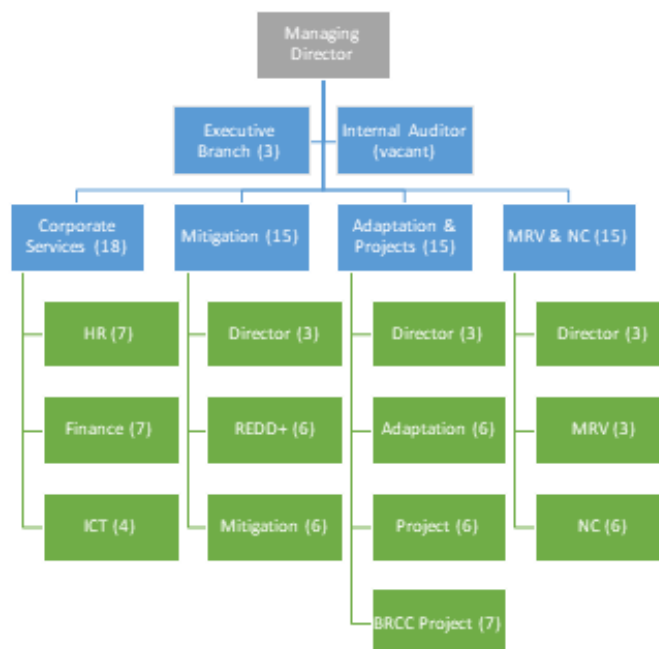 Managing
Director
Executive
Branch (3)
Internal Auditor
(vacant)
Corporate
Services (18)
Mitigation (15)
Adaptation &
Projects (15)
MRV & NC (15)
HR (7)
Director (3)
Director (3)
Director (3)
Finance (7)
REDD+ (6)
Adaptation (6)
MRV (3)
ICT (4)
Mitigation (6)
Project (6)
NC (6)
BRCC Project (7)